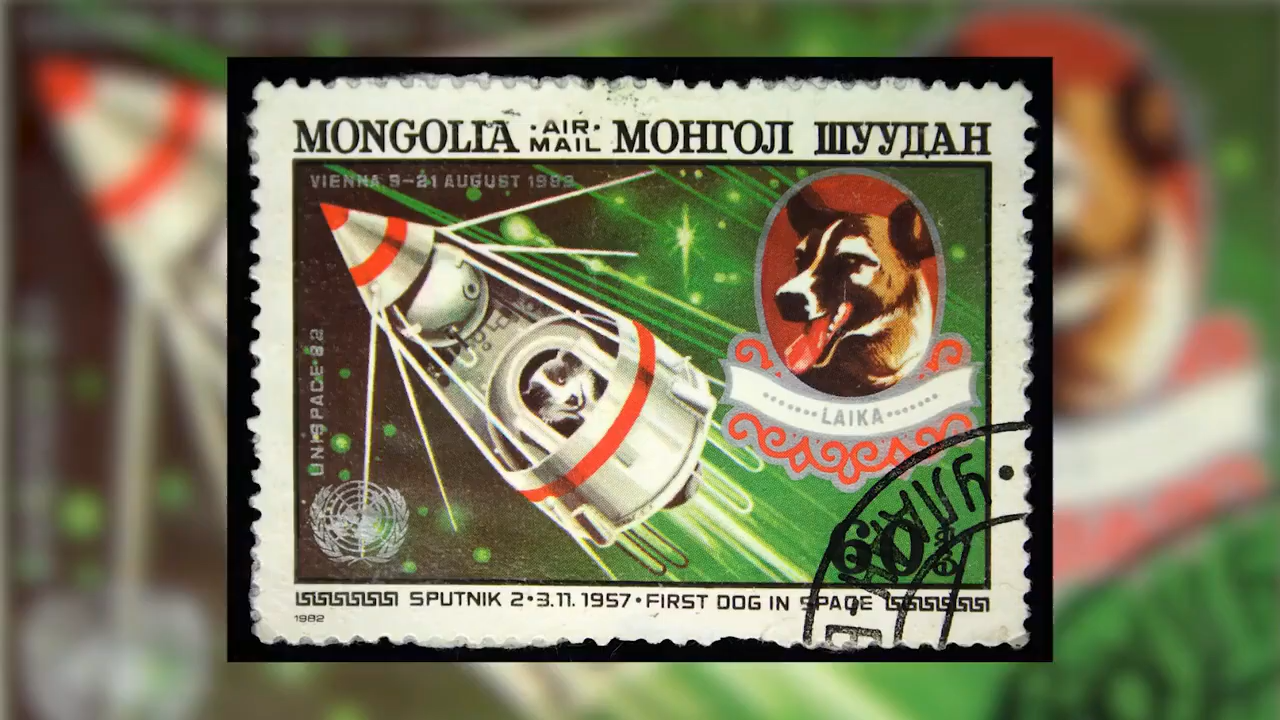 MONGOLIA ·AIR· MAIL МОНГОЛ ШУУДАН
VIENNA 9-21 AUGUST 1982
UNISPACE·82
LAIKA
60
SPUTNIK 2•3.11.1957•FIRST DOG IN SPACE
1982